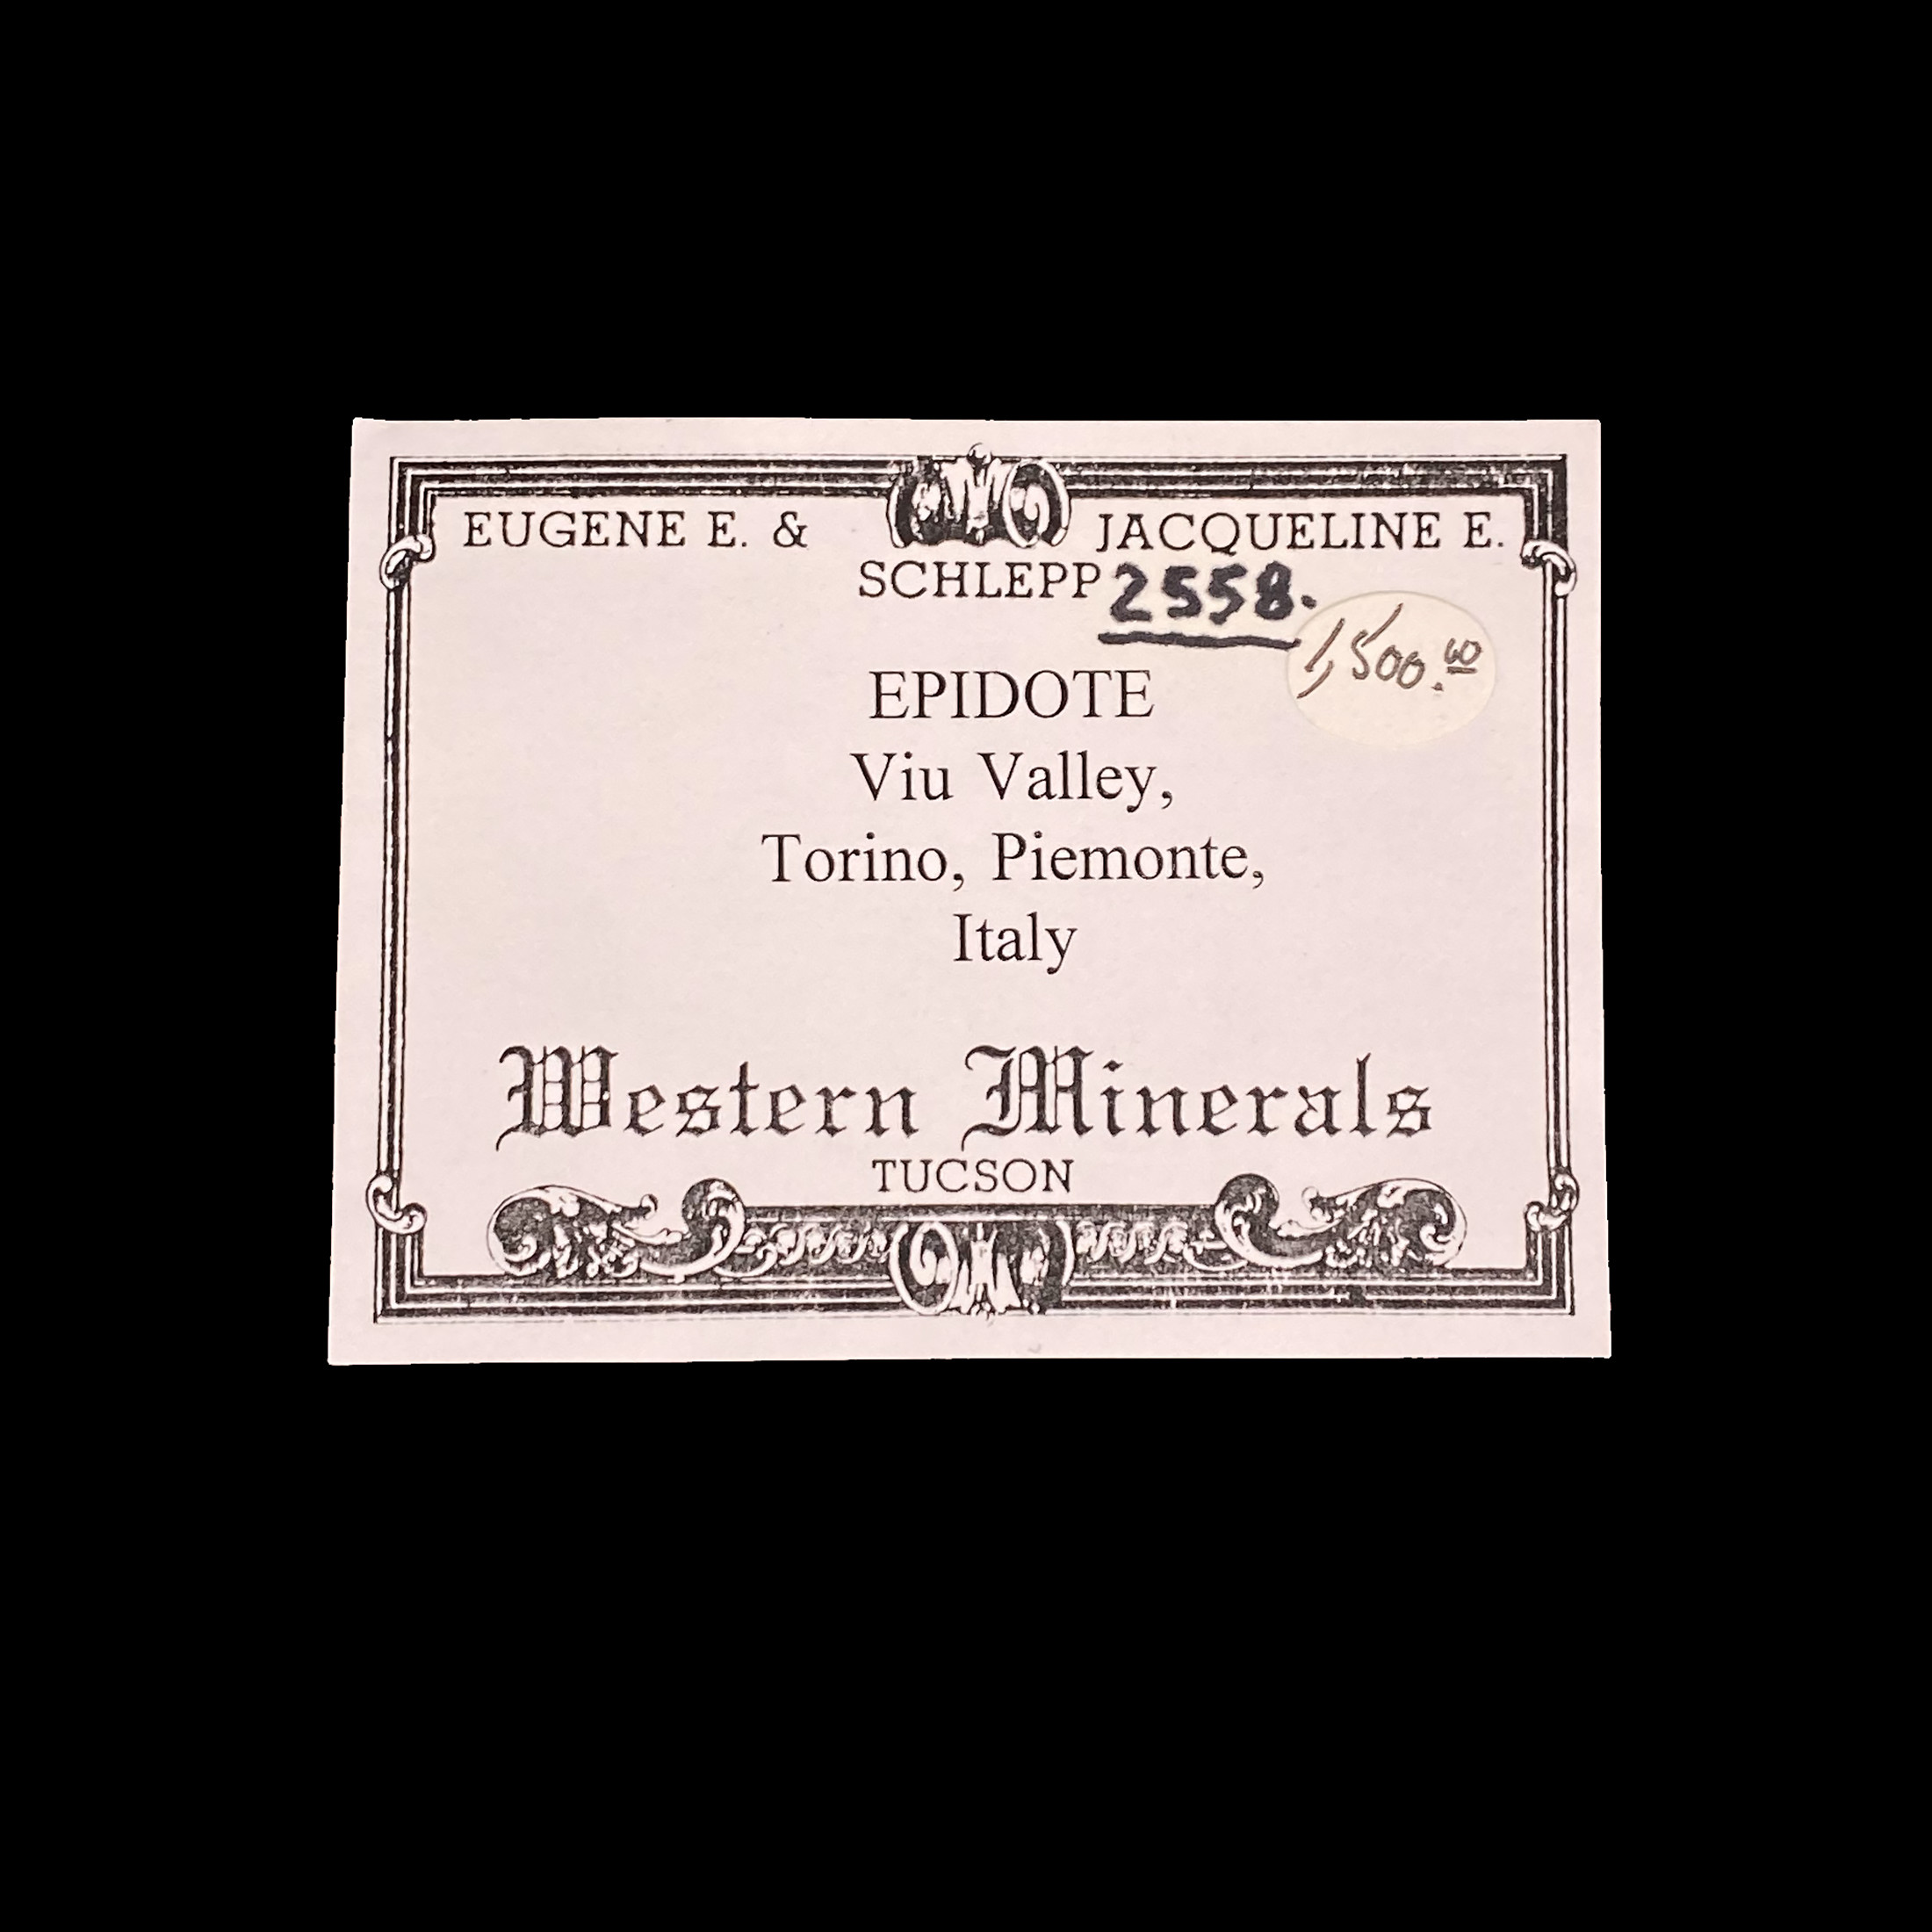 EUGENE E. & JACQUELINE E.
SCHLEPP 2558.
1,500.00
EPIDOTE
Viu Valley,
Torino, Piemonte,
Italy
Western Minerals
TUCSON